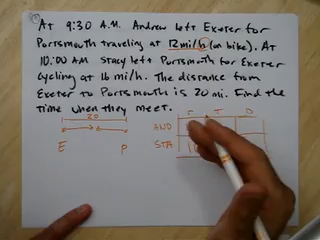 At 9:30 A.M. Andrew left Exeter for
Portsmouth traveling at 12mi/h (on bike). At
10:00 A.M Stacy left Portsmouth for Exeter
cycling at 16 mi/h. The distance from
Exeter to Portsmouth is 20 mi. Find the
time when they meet.
20
r T D
AND
E P STA